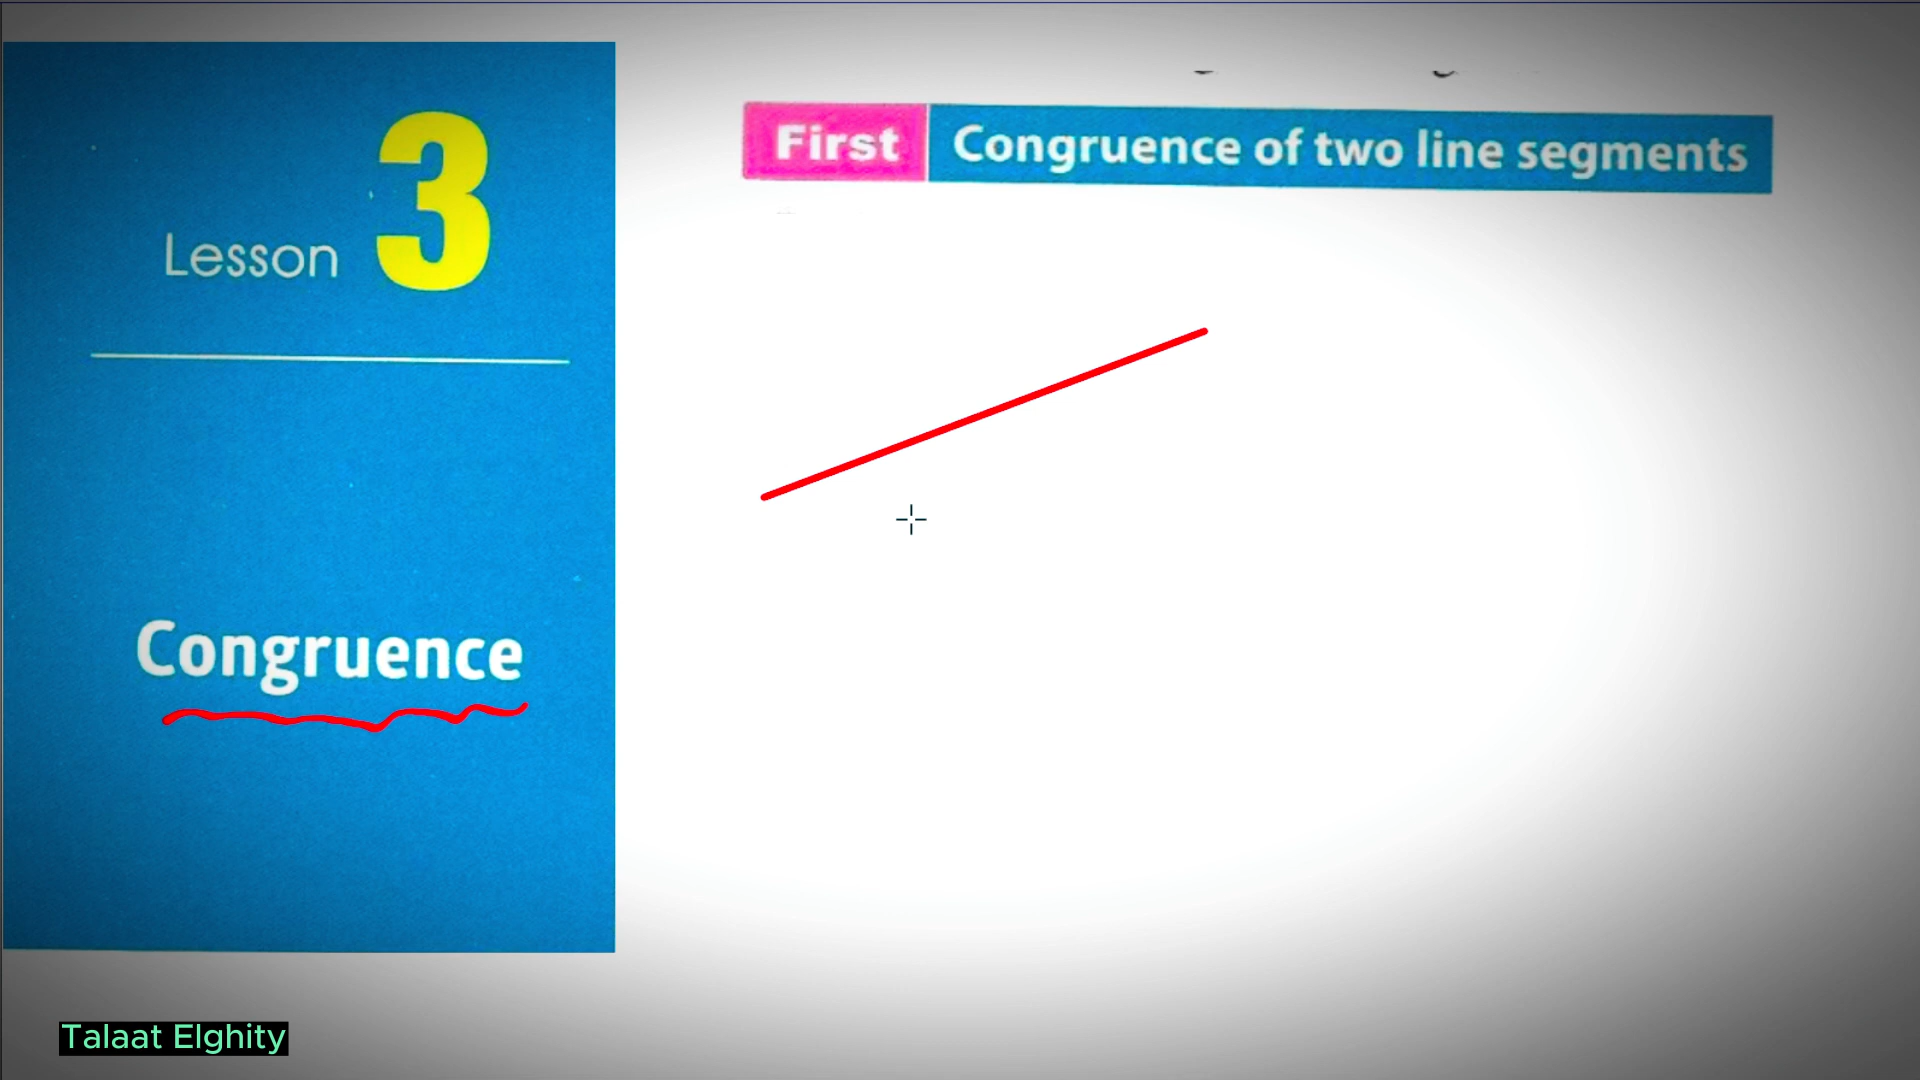 Lesson 3
Congruence
First Congruence of two line segments
Talaat Elghity